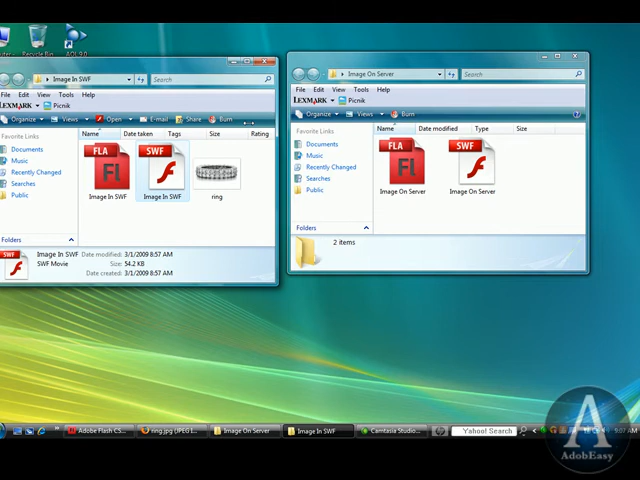 Recycle Bin
AOL 9.0
Image In SWF
Search
File
Edit View Tools Help
LEXMARK
Picnik
Organize Views Open E-mail Share Burn
Favorite Links
Documents
Music
Recently Changed
Searches
Public
Folders
Name Date taken Tags Size Rating
FLA
Fl
Image In SWF
SWF
Image In SWF
ring
SWF
Image In SWF Date modified: 3/1/2009 8:57 AM
SWF Movie Size: 54.2 KB
Date created: 3/1/2009 8:57 AM
Image On Server
Search
File Edit View Tools Help
LEXMARK
Picnik
Organize Views Burn
Favorite Links
Documents
Music
Recently Changed
Searches
Public
Folders
Name Date modified Type Size
FLA
Fl
Image On Server
SWF
Image On Server
2 items
Adobe Flash CS... ring.jpg (JPEG I... Image On Server Image In SWF Camtasia Studio... Yahoo! Search 9:07 AM
A
AdobEasy